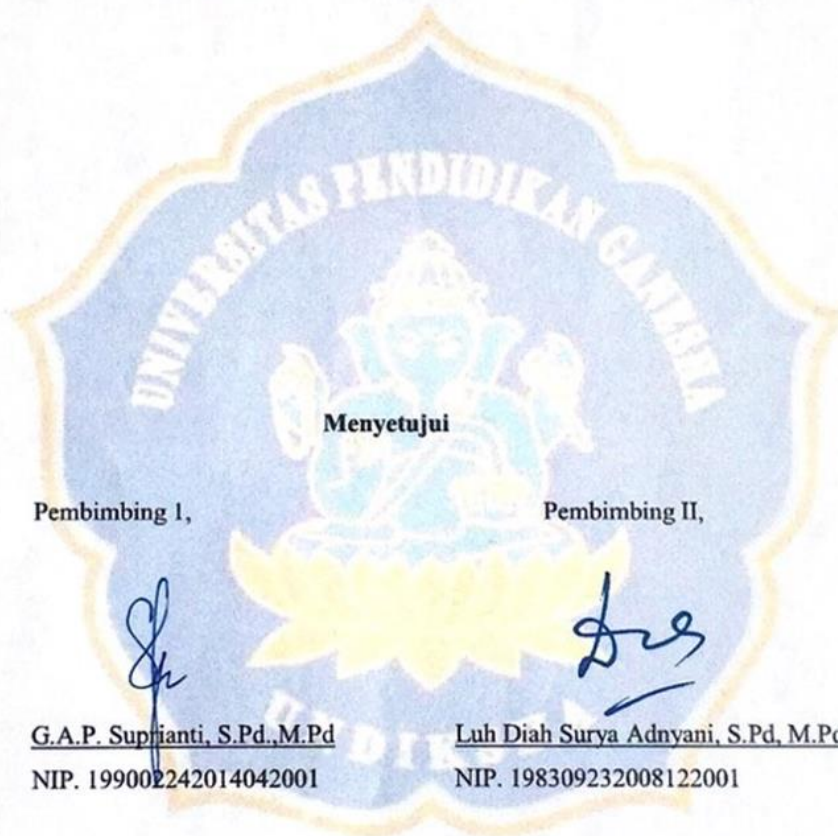 UNIVERSITAS PENDIDIKAN GANESHA
Menyetujui
Pembimbing 1,
Pembimbing II,
G.A.P. Suprianti, S.Pd.,M.Pd
Luh Diah Surya Adnyani, S.Pd, M.Pd
NIP. 199002242014042001
NIP. 198309232008122001
UNDIKSHA